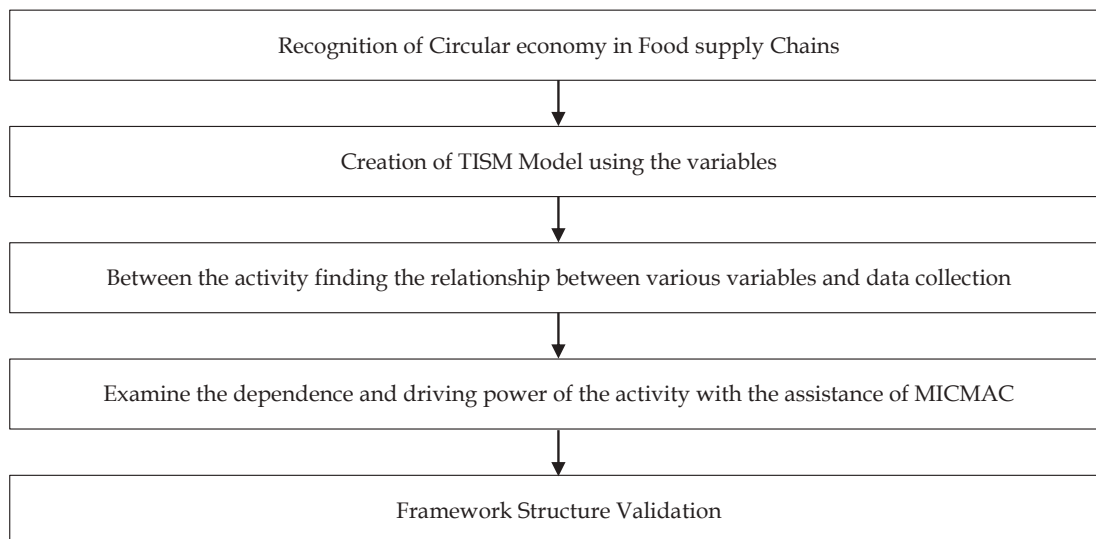 Recognition of Circular economy in Food supply Chains
Creation of TISM Model using the variables
Between the activity finding the relationship between various variables and data collection
Examine the dependence and driving power of the activity with the assistance of MICMAC
Framework Structure Validation